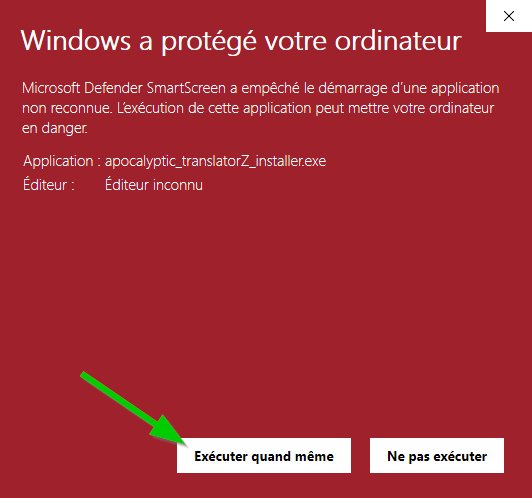 Windows a protégé votre ordinateur
Microsoft Defender SmartScreen a empêché le démarrage d’une application
non reconnue. L’exécution de cette application peut mettre votre ordinateur
en danger.
Application : apocalyptic_translatorZ_installer.exe
Éditeur : Éditeur inconnu
Exécuter quand même Ne pas exécuter